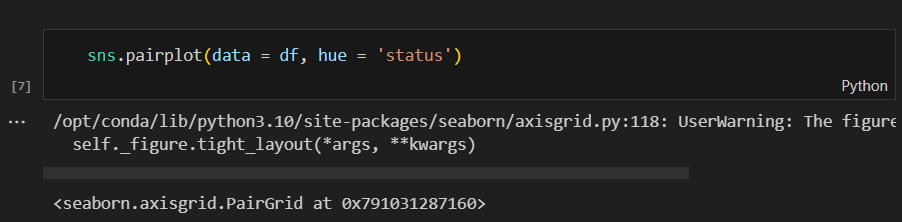 sns.pairplot(data = df, hue = 'status')
[7]
Python
...
/opt/conda/lib/python3.10/site-packages/seaborn/axisgrid.py:118: UserWarning: The figure
self._figure.tight_layout(*args, **kwargs)
<seaborn.axisgrid.PairGrid at 0x791031287160>